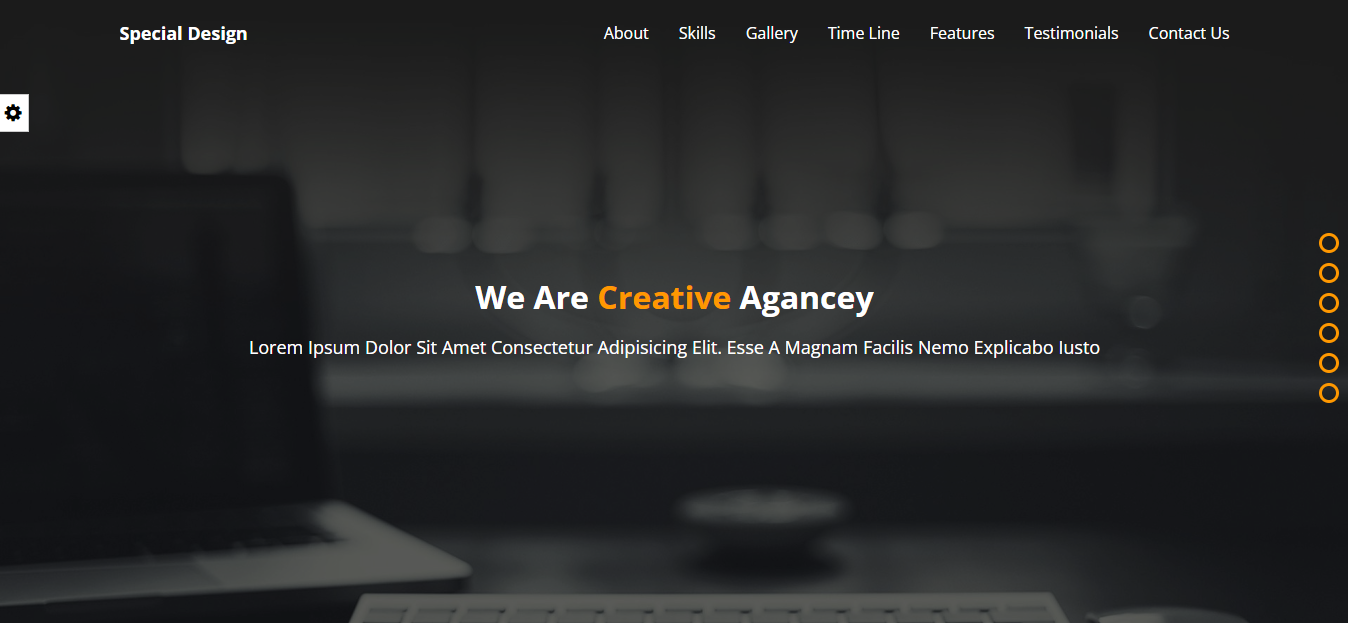 Special Design
About Skills Gallery Time Line Features Testimonials Contact Us
We Are Creative Agancey
Lorem Ipsum Dolor Sit Amet Consectetur Adipisicing Elit. Esse A Magnam Facilis Nemo Explicabo Iusto